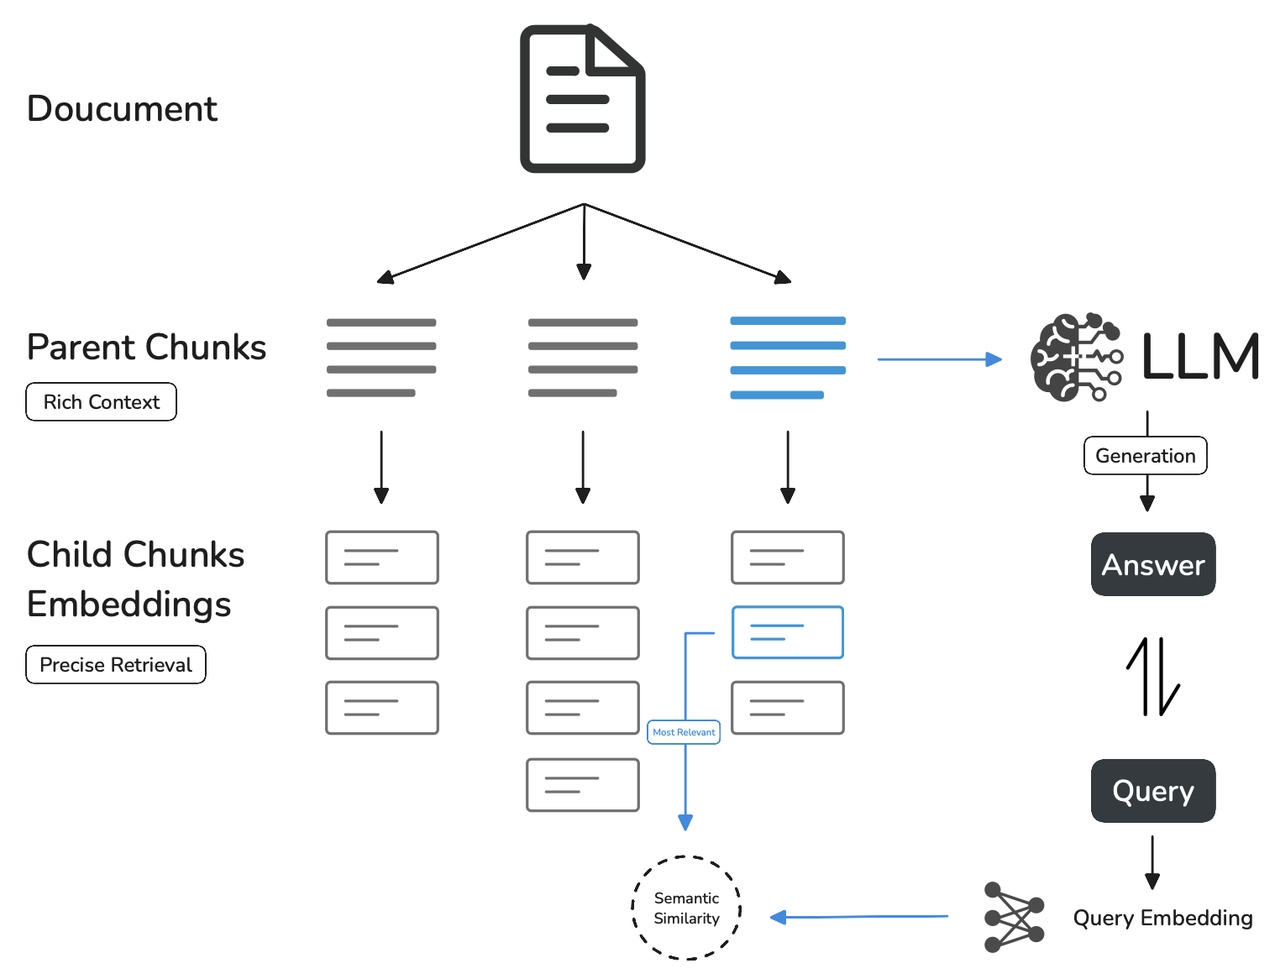 Doucument
Parent Chunks
Rich Context
LLM
Generation
Child Chunks
Embeddings
Precise Retrieval
Answer
Most Relevant
Query
Semantic
Similarity
Query Embedding